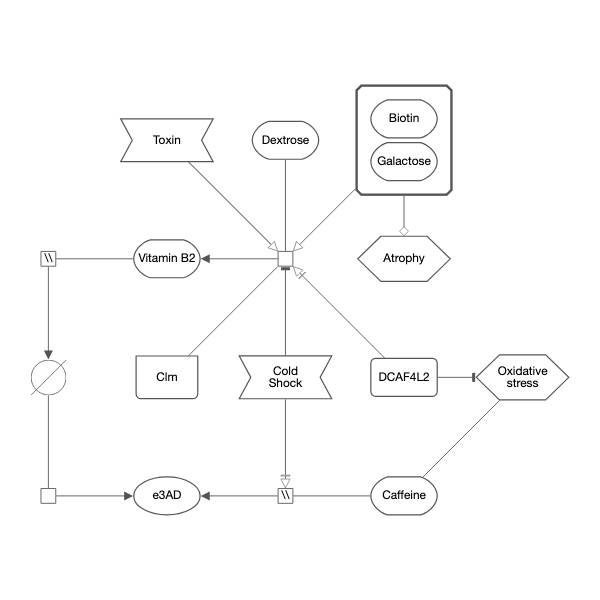 Biotin
Toxin
Dextrose
Galactose
\\
Vitamin B2
Atrophy
Clm
Cold
Shock
DCAF4L2
Oxidative
stress
e3AD
\\
Caffeine